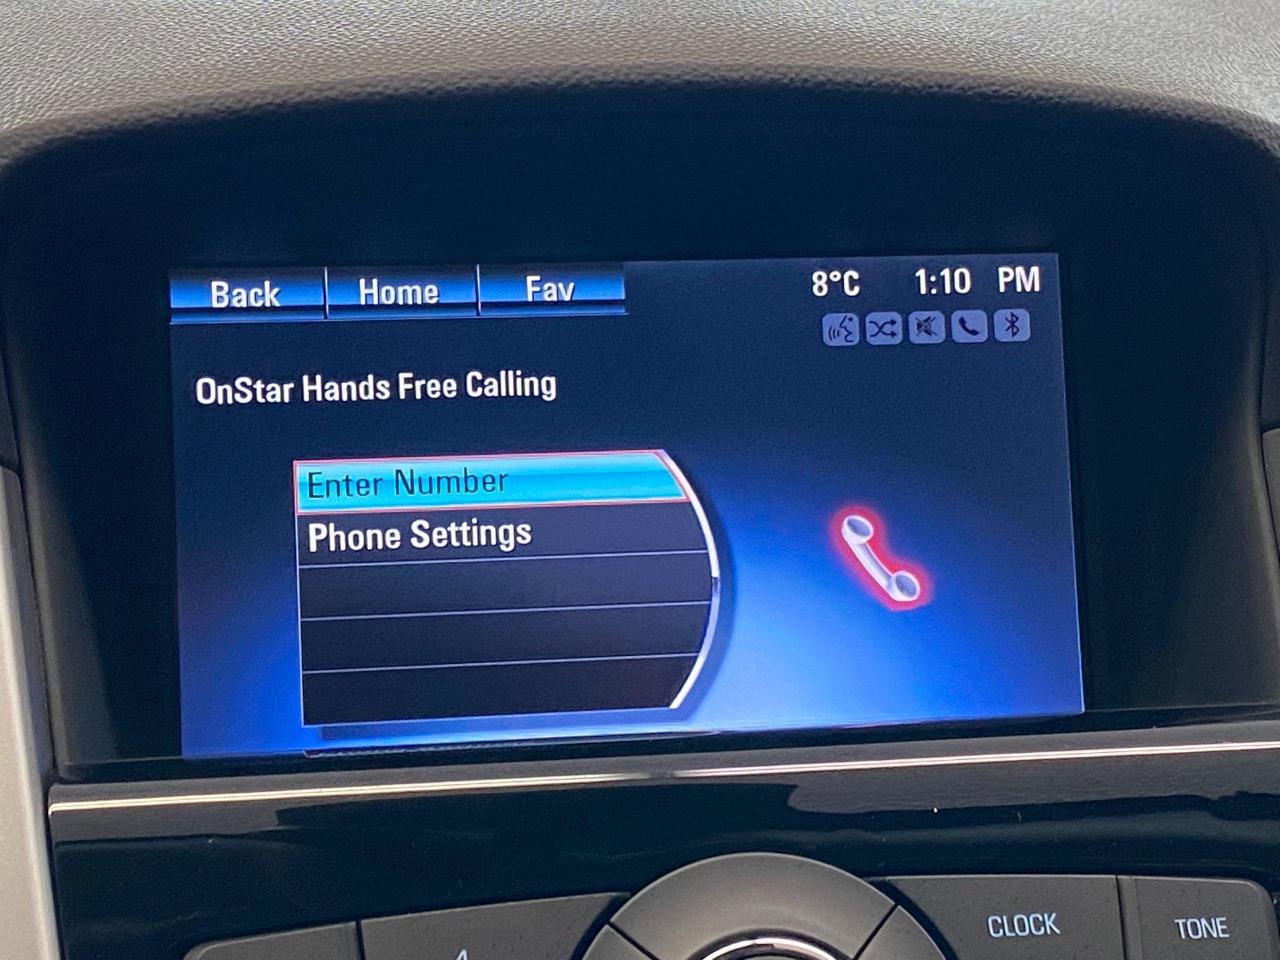 Back Home Fav 8°C 1:10 PM
OnStar Hands Free Calling
Enter Number
Phone Settings
CLOCK TONE